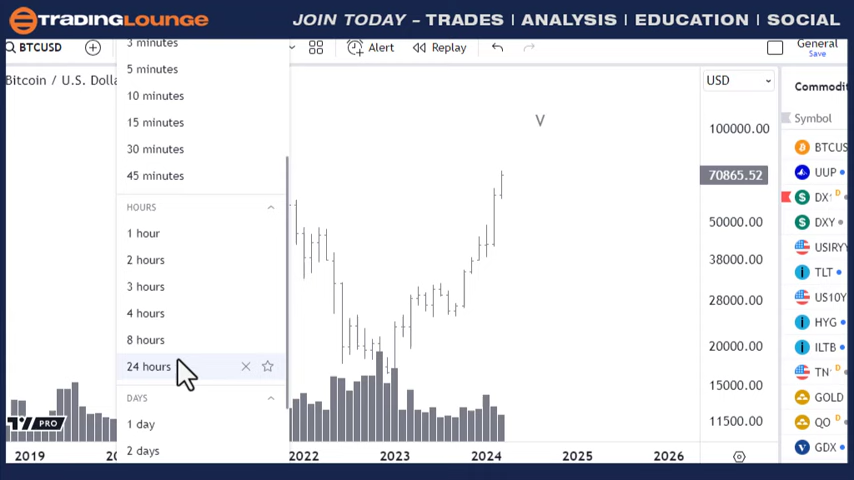 TRADINGLOUNGE
JOIN TODAY – TRADES | ANALYSIS | EDUCATION | SOCIAL
BTCUSD
Alert
Replay
General
Save
3 minutes
Bitcoin / U.S. Dolla
5 minutes
10 minutes
15 minutes
30 minutes
45 minutes
HOURS
1 hour
2 hours
3 hours
4 hours
8 hours
24 hours
DAYS
1 day
2 days
V
USD
100000.00
70865.52
50000.00
38000.00
28000.00
20000.00
15000.00
11500.00
Commodi
Symbol
BTCUS
UUP
DX
D
DXY
USIRYY
TLT
US10Y
HYG
ILTB
TN
D
GOLD
QO
D
GDX
PRO
2019
2022
2023
2024
2025
2026